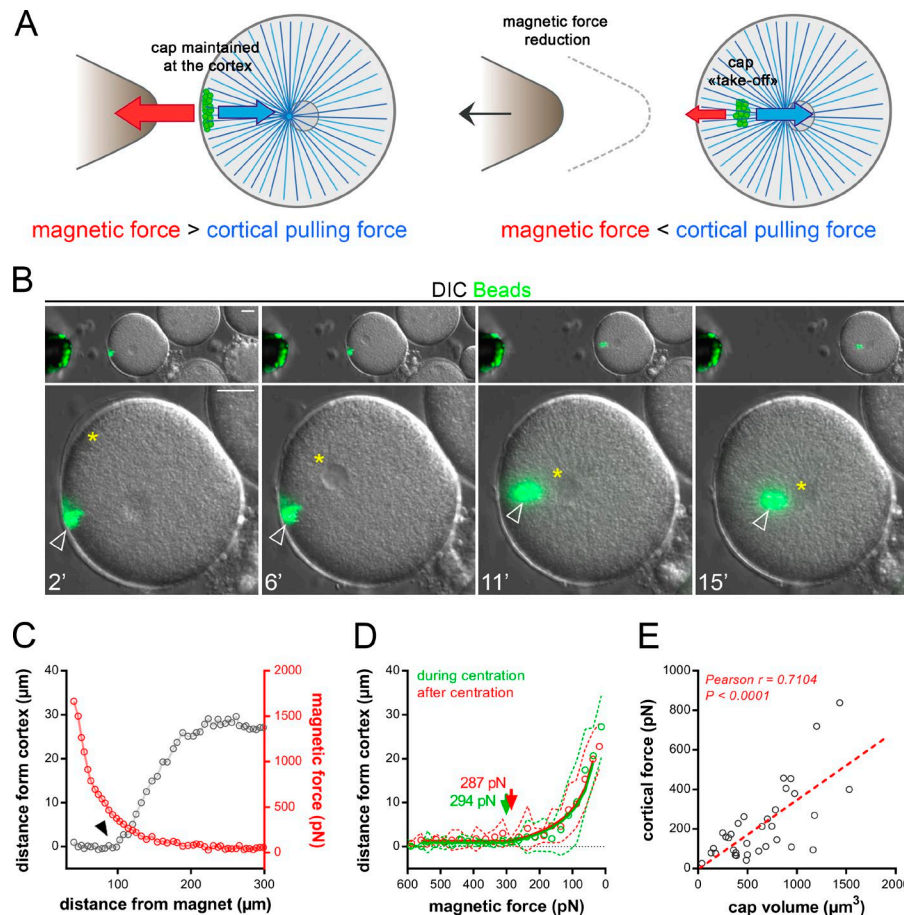 A
cap maintained
at the cortex
magnetic force
reduction
cap
«take-off»
magnetic force > cortical pulling force
magnetic force < cortical pulling force
B
DIC Beads
*
*
*
*
2’
6’
11’
15’
C
D
E
distance form cortex (µm)
40
30
20
10
0
2000
1500
1000
500
0
magnetic force (pN)
100
200
300
distance from magnet (µm)
distance form cortex (µm)
40
30
20
10
0
during centration
after centration
287 pN
294 pN
600
500
400
300
200
100
0
magnetic force (pN)
cortical force (pN)
1000
800
600
400
200
0
Pearson r = 0.7104
P < 0.0001
0
500
1000
1500
2000
cap volume (µm³)